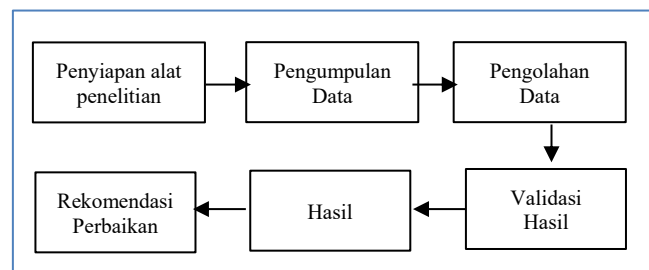 Penyiapan alat
penelitian
Pengumpulan
Data
Pengolahan
Data
Validasi
Hasil
Hasil
Rekomendasi
Perbaikan